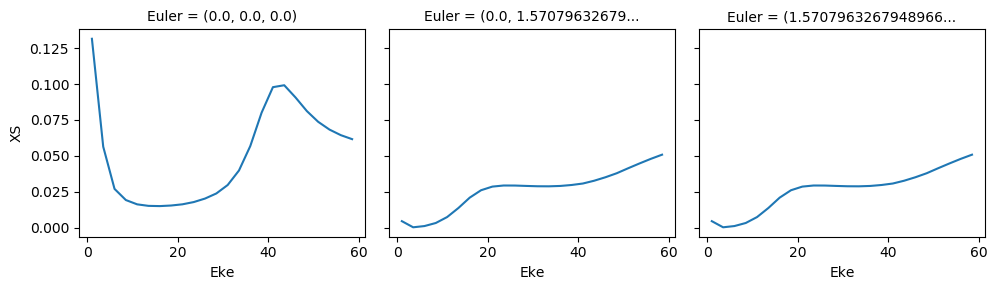 Euler = (0.0, 0.0, 0.0)
Euler = (0.0, 1.57079632679...
Euler = (1.5707963267948966...
XS
0.125
0.100
0.075
0.050
0.025
0.000
0 20 40 60
0 20 40 60
0 20 40 60
Eke
Eke
Eke